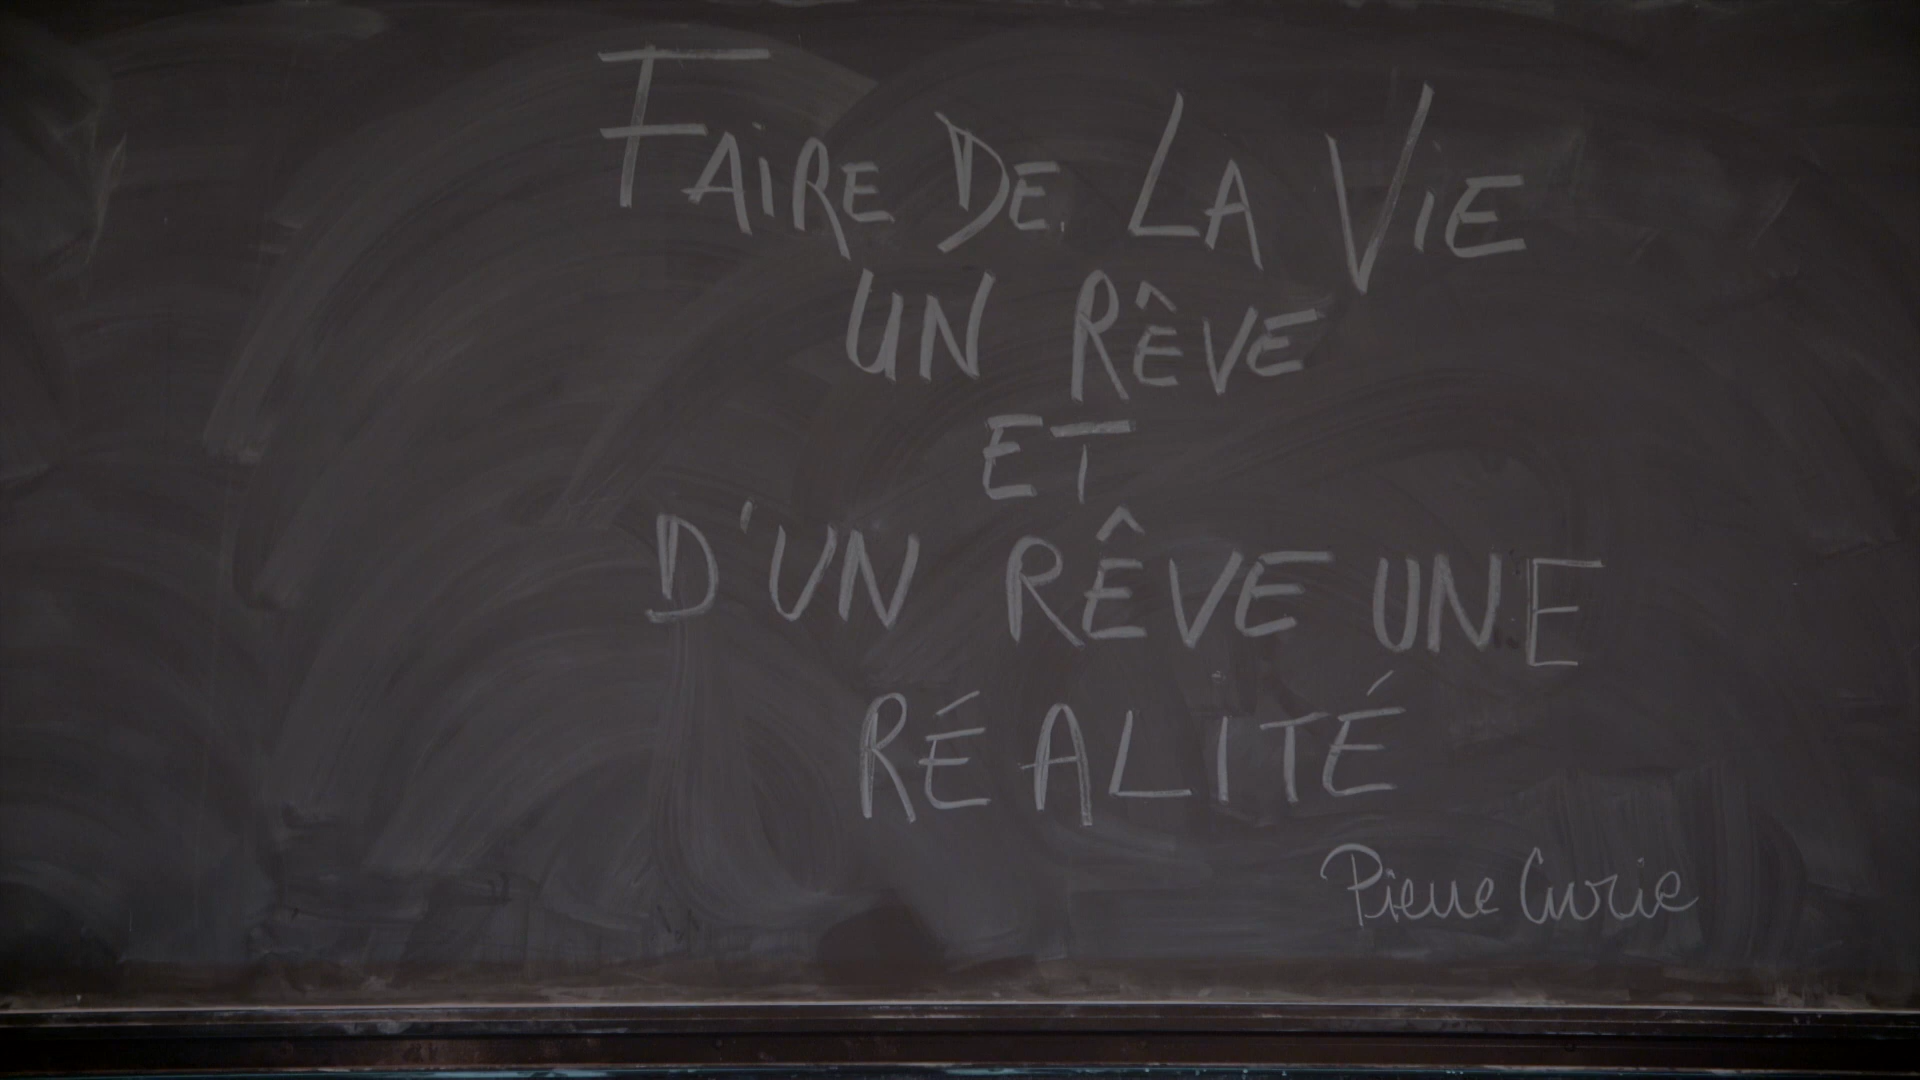 FAIRE DE LA VIE
UN RÊVE
ET
D'UN RÊVE UNE
RÉALITÉ
Pierre Curie